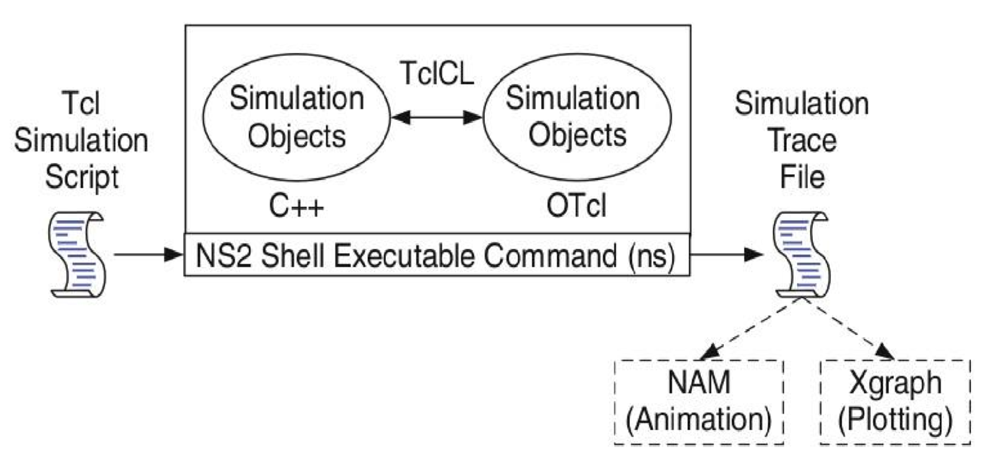 Tcl
Simulation
Script
Simulation
Objects
C++
TclCL
Simulation
Objects
OTcl
NS2 Shell Executable Command (ns)
Simulation
Trace
File
NAM
(Animation)
Xgraph
(Plotting)